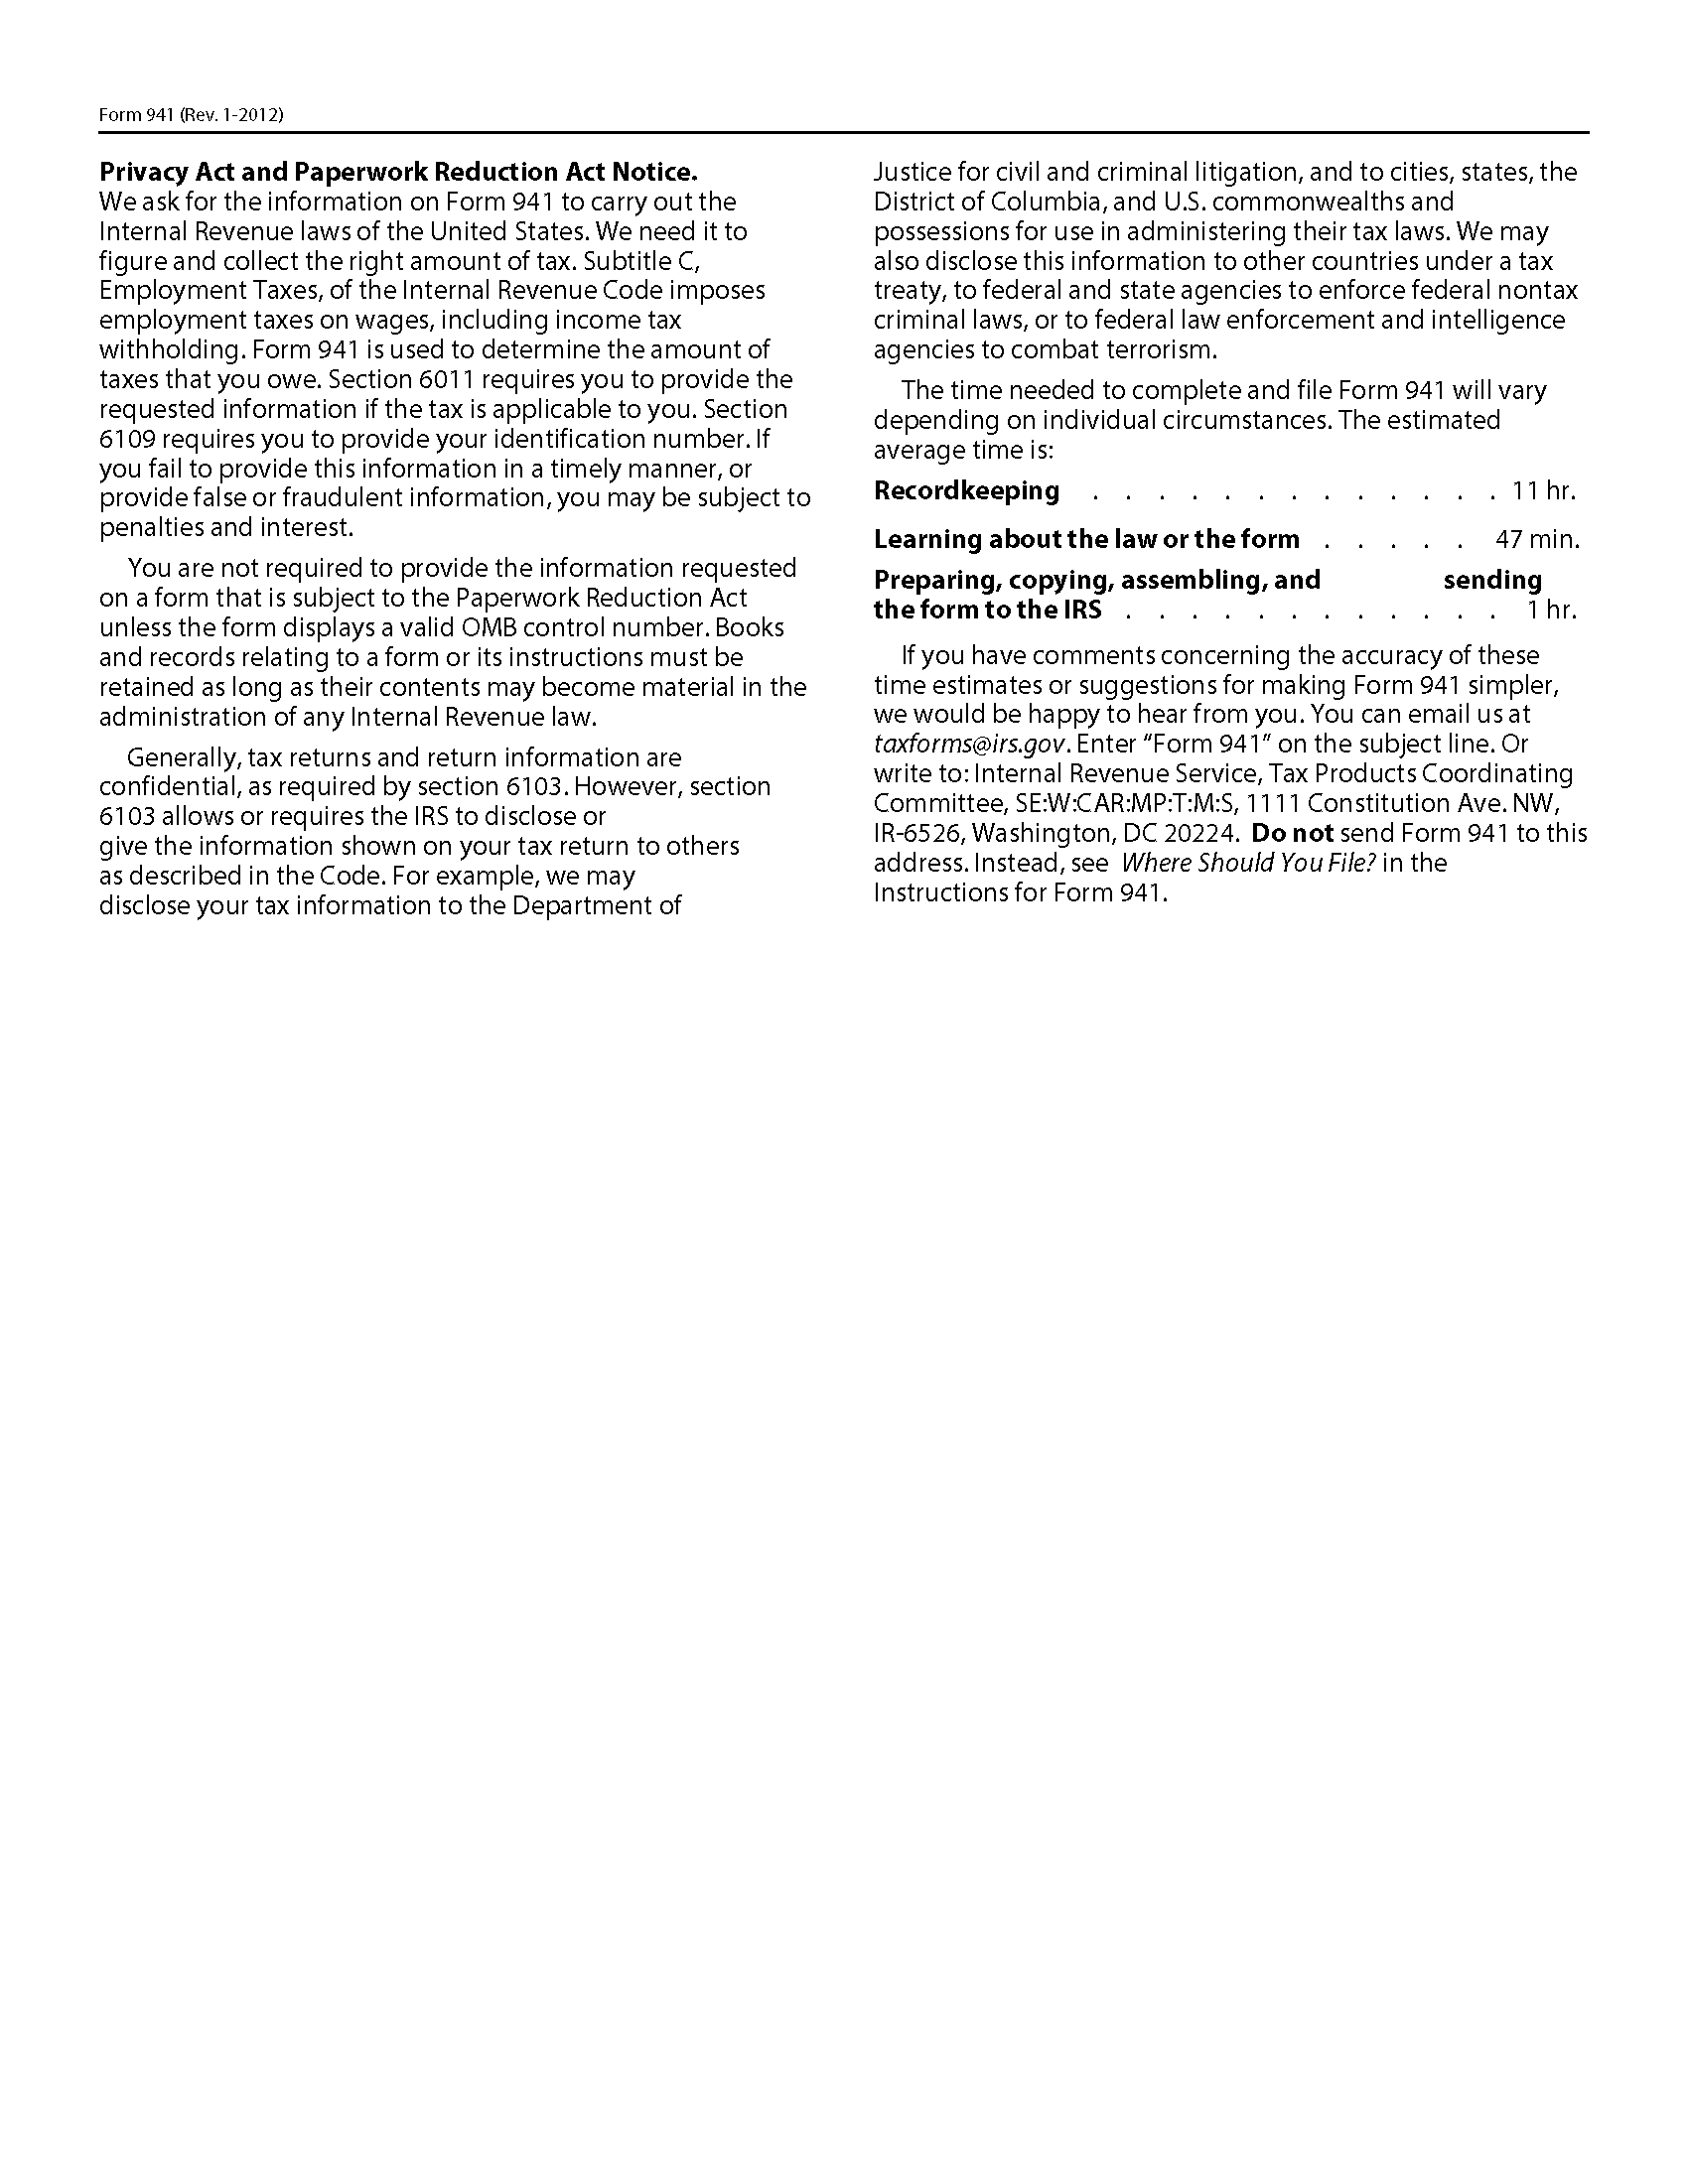 Form 941 (Rev. 1-2012)
Privacy Act and Paperwork Reduction Act Notice.
We ask for the information on Form 941 to carry out the
Internal Revenue laws of the United States. We need it to
figure and collect the right amount of tax. Subtitle C,
Employment Taxes, of the Internal Revenue Code imposes
employment taxes on wages, including income tax
withholding. Form 941 is used to determine the amount of
taxes that you owe. Section 6011 requires you to provide the
requested information if the tax is applicable to you. Section
6109 requires you to provide your identification number. If
you fail to provide this information in a timely manner, or
provide false or fraudulent information, you may be subject to
penalties and interest.
You are not required to provide the information requested
on a form that is subject to the Paperwork Reduction Act
unless the form displays a valid OMB control number. Books
and records relating to a form or its instructions must be
retained as long as their contents may become material in the
administration of any Internal Revenue law.
Generally, tax returns and return information are
confidential, as required by section 6103. However, section
6103 allows or requires the IRS to disclose or
give the information shown on your tax return to others
as described in the Code. For example, we may
disclose your tax information to the Department of
Justice for civil and criminal litigation, and to cities, states, the
District of Columbia, and U.S. commonwealths and
possessions for use in administering their tax laws. We may
also disclose this information to other countries under a tax
treaty, to federal and state agencies to enforce federal nontax
criminal laws, or to federal law enforcement and intelligence
agencies to combat terrorism.
The time needed to complete and file Form 941 will vary
depending on individual circumstances. The estimated
average time is:
Recordkeeping . . . . . . . . . . . . . 11 hr.
Learning about the law or the form . . . . . 47 min.
Preparing, copying, assembling, and sending
the form to the IRS . . . . . . . . . . . . 1 hr.
If you have comments concerning the accuracy of these
time estimates or suggestions for making Form 941 simpler,
we would be happy to hear from you. You can email us at
taxforms@irs.gov. Enter “Form 941” on the subject line. Or
write to: Internal Revenue Service, Tax Products Coordinating
Committee, SE:W:CAR:MP:T:M:S, 1111 Constitution Ave. NW,
IR-6526, Washington, DC 20224. Do not send Form 941 to this
address. Instead, see Where Should You File? in the
Instructions for Form 941.